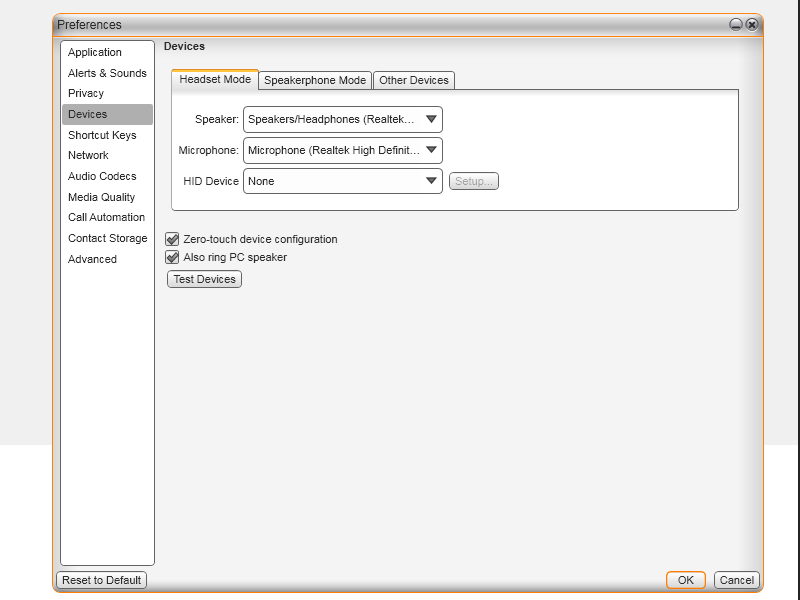 Preferences
Application
Alerts & Sounds
Privacy
Devices
Shortcut Keys
Network
Audio Codecs
Media Quality
Call Automation
Contact Storage
Advanced
Devices
Headset Mode
Speakerphone Mode
Other Devices
Speaker: Speakers/Headphones (Realtek...
Microphone: Microphone (Realtek High Definit...
HID Device None Setup...
Zero-touch device configuration
Also ring PC speaker
Test Devices
Reset to Default
OK
Cancel